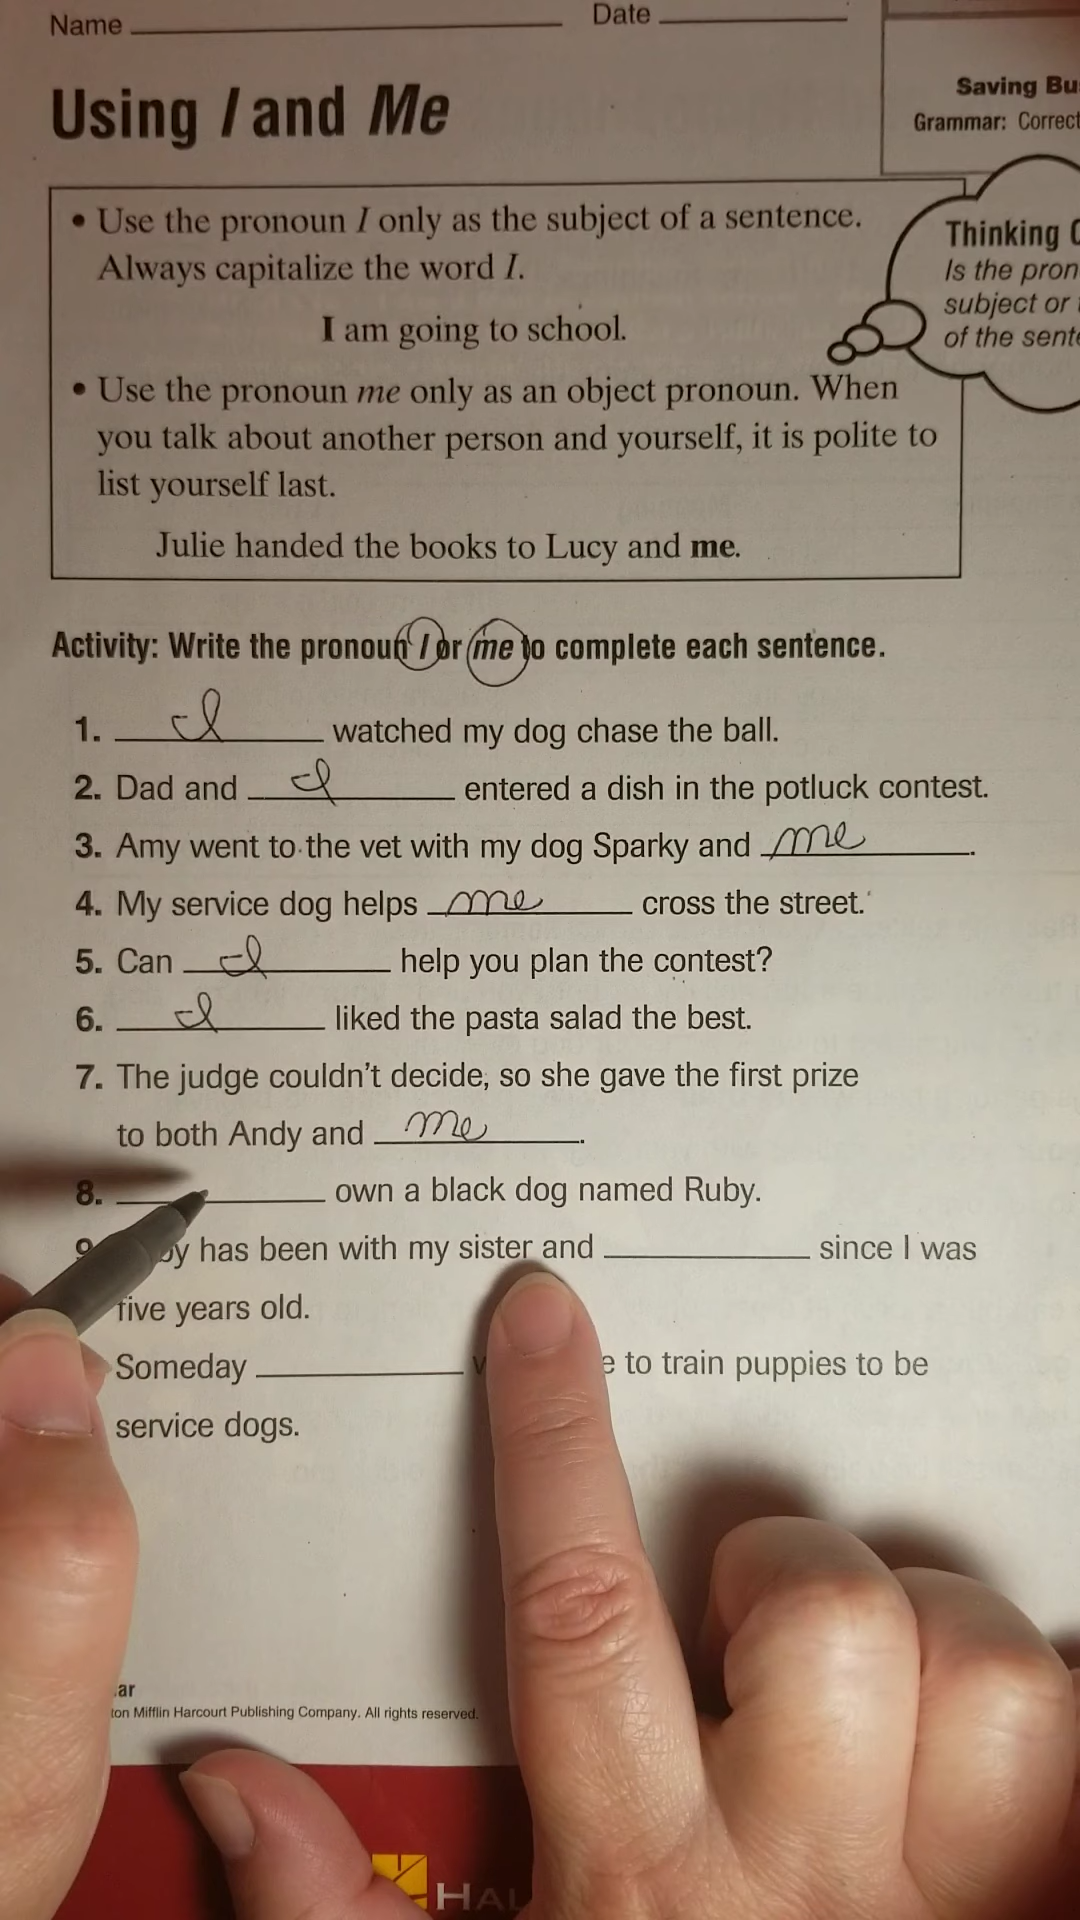 Name Date
Using I and Me
Saving
Grammar: Correct
• Use the pronoun I only as the subject of a sentence.
Always capitalize the word I.
I am going to school.
• Use the pronoun me only as an object pronoun. When
you talk about another person and yourself, it is polite to
list yourself last.
Julie handed the books to Lucy and me.
Thinking
Is the
subject or
of the
Activity: Write the pronoun I or me to complete each sentence.
1. I watched my dog chase the ball.
2. Dad and I entered a dish in the potluck contest.
3. Amy went to the vet with my dog Sparky and me.
4. My service dog helps me cross the street.
5. Can I help you plan the contest?
6. I liked the pasta salad the best.
7. The judge couldn't decide, so she gave the first prize
to both Andy and me.
8. own a black dog named Ruby.
has been with my sister and since I was
five years old.
Someday to train puppies to be
service dogs.
Mifflin Harcourt Publishing Company. All rights reserved.